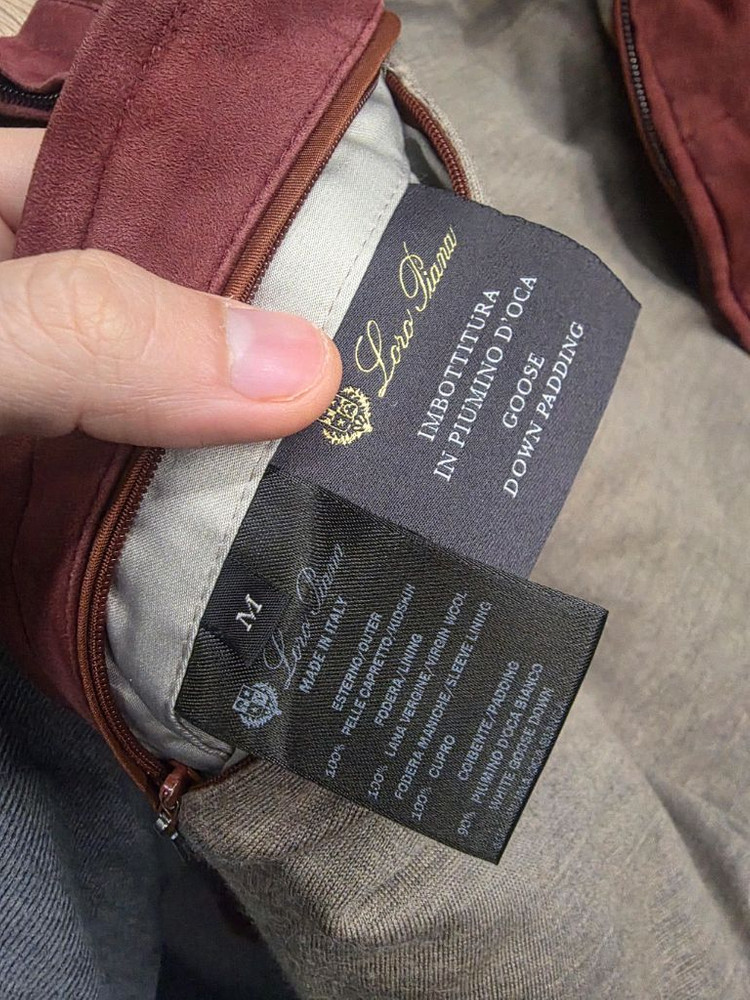 Loro Piana
IMBOTTITURA
IN PIUMINO D'OCA
GOOSE
DOWN PADDING
M
Loro Piana
MADE IN ITALY
ESTERNO/OUTER
100% PELLE CAPRETTO/KIDSKIN
FODERA/LINING
100% LANA VERGINE/VIRGIN WOOL
FODERA MANICHE/SLEEVE LINING
100% CUPRO
COIBENTE/PADDING
90% PIUMINO D'OCA BIANCO
WHITE GOOSE DOWN